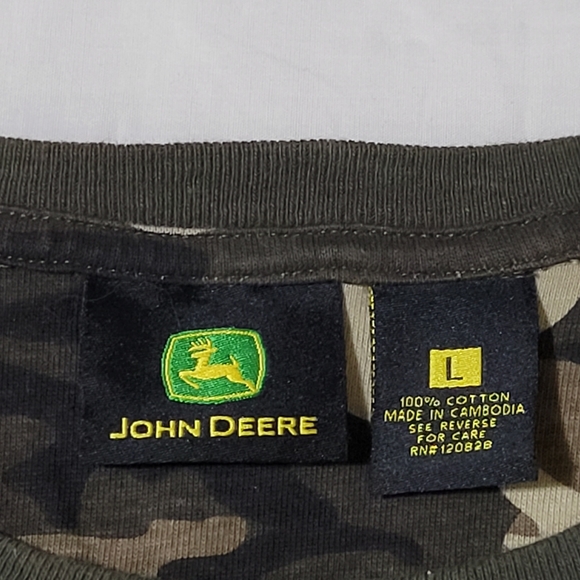 JOHN DEERE
L
100% COTTON
MADE IN CAMBODIA
SEE REVERSE
FOR CARE
RN#120828